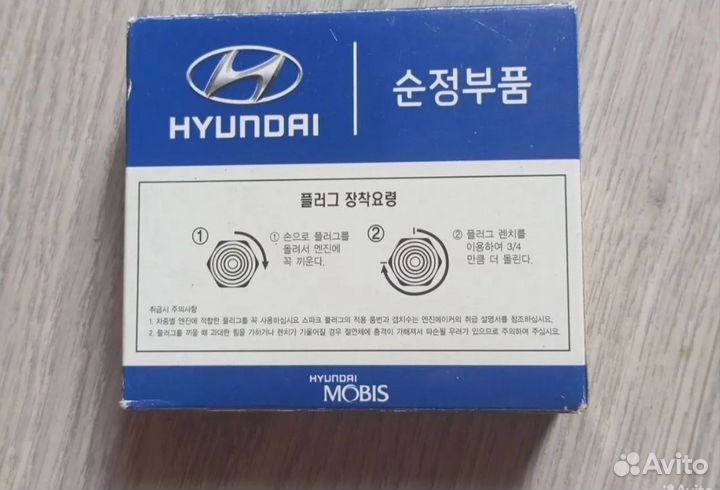 HYUNDAI
순정부품
플러그 장착요령
①
① 손으로 플러그를
돌려서 엔진에
꼭 끼운다.
②
② 플러그 렌치를
이용하여 3/4
만큼 더 돌린다.
취급시 주의사항
1. 차종별 엔진에 적합한 플러그를 꼭 사용하십시요 스파크 플러그의 적용 품번과 갭치수는 엔진메이커의 취급 설명서를 참조하십시요.
2. 플러그를 끼울 때 과대한 힘을 가하거나 렌치가 기울어질 경우 절연체에 충격이 가해져서 파손될 우려가 있으므로 주의하여 주십시요.
HYUNDAI
MOBIS
Avito
Avito